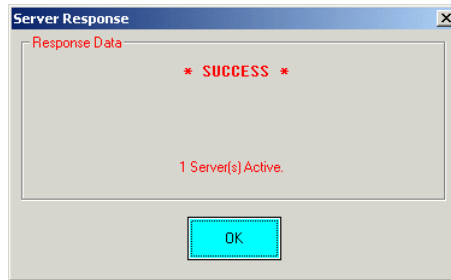 Server Response
Response Data
* SUCCESS *
1 Server(s) Active.
OK